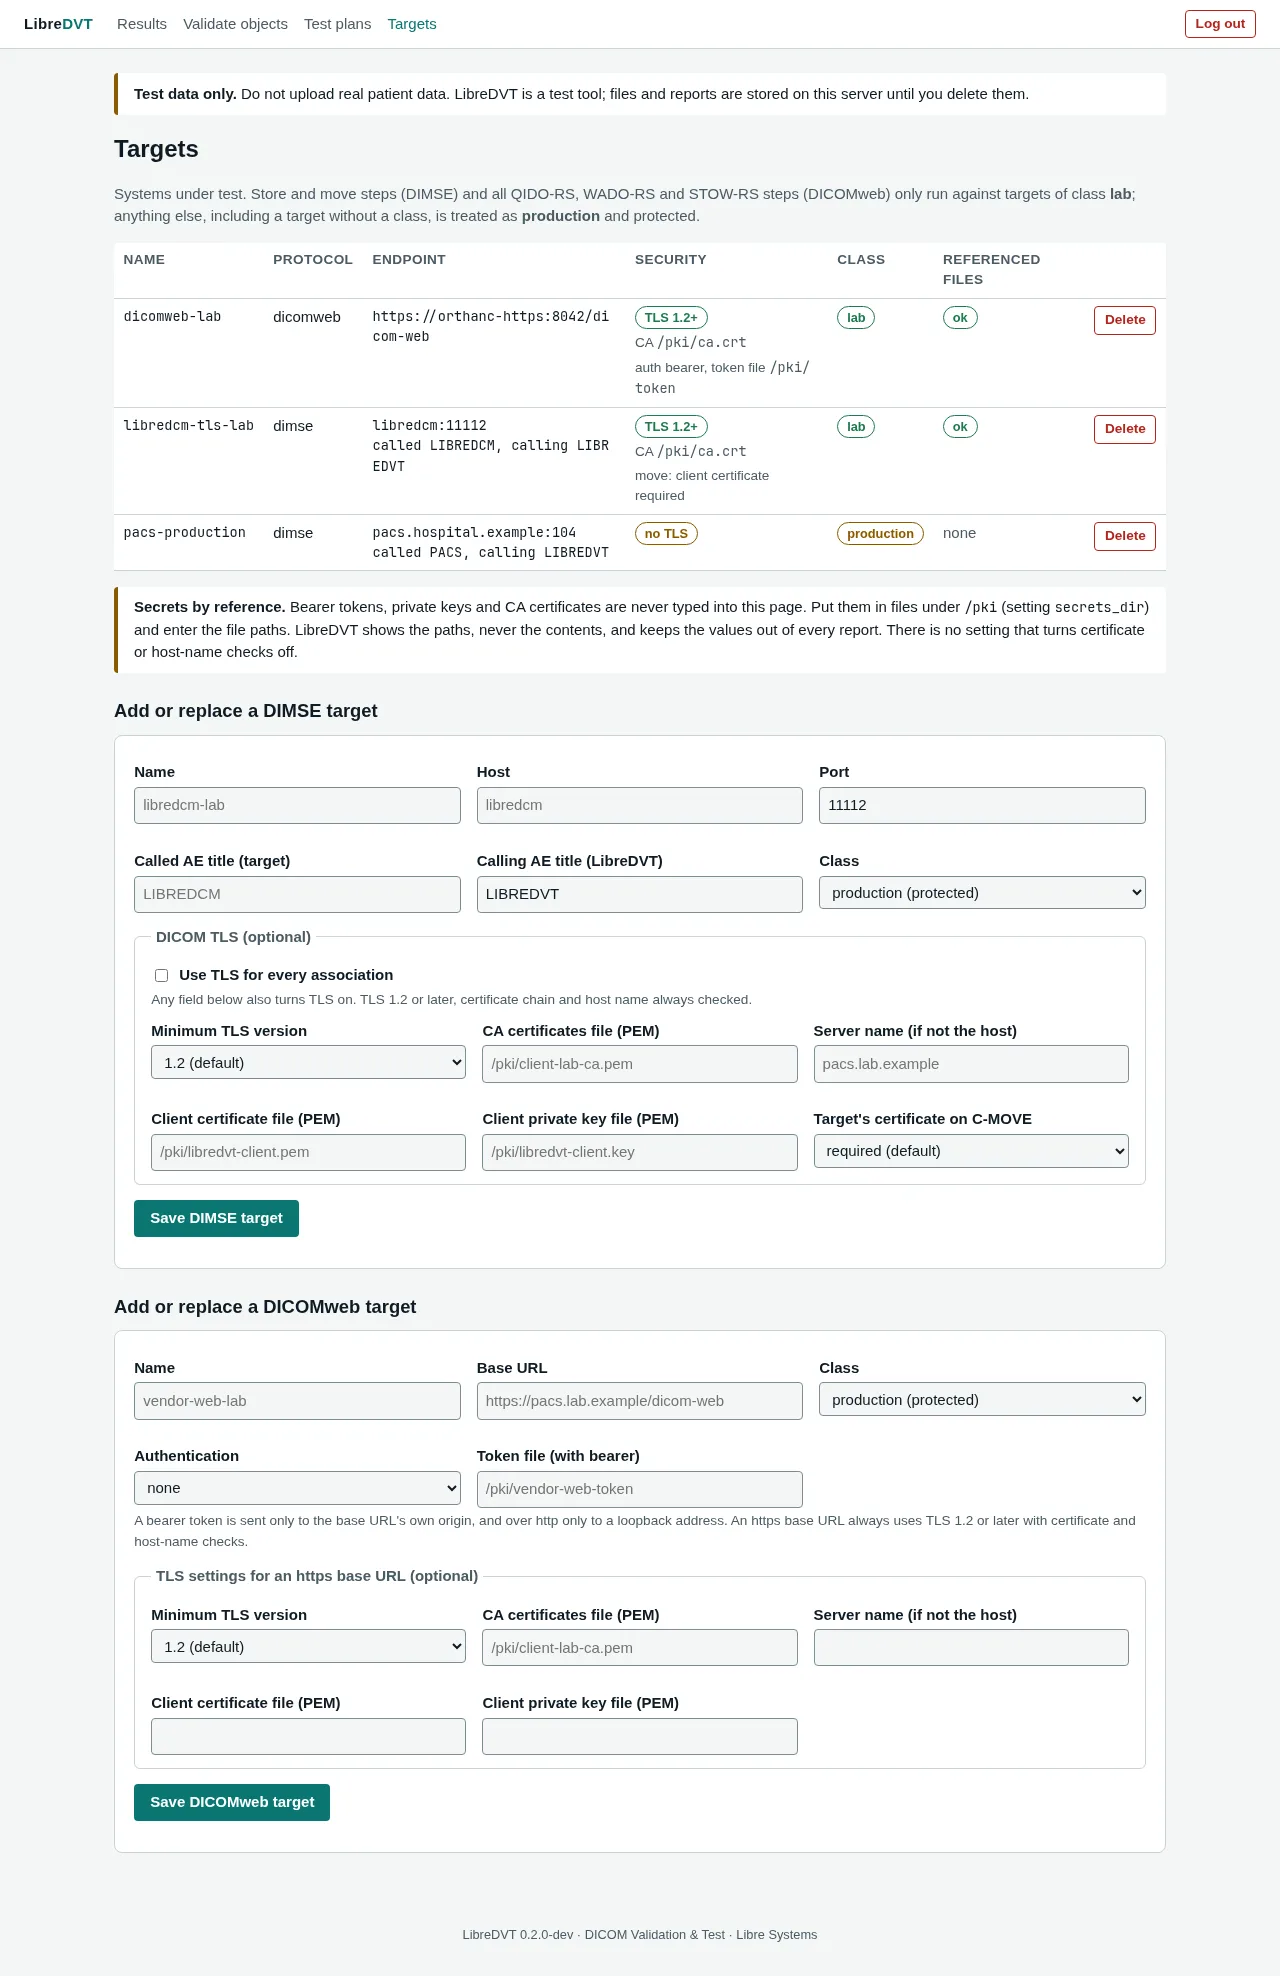 LibreDVT Results Validate objects Test plans Targets Log out
Test data only. Do not upload real patient data. LibreDVT is a test tool; files and reports are stored on this server until you delete them.
Targets
Systems under test. Store and move steps (DIMSE) and all QIDO-RS, WADO-RS and STOW-RS steps (DICOMweb) only run against targets of class lab;
anything else, including a target without a class, is treated as production and protected.
NAME PROTOCOL ENDPOINT SECURITY CLASS REFERENCED
FILES
dicomweb-lab dicomweb https://orthanc-https:8042/di TLS 1.2+ lab ok Delete
com-web
CA /pki/ca.crt
auth bearer, token file /pki/
token
libredcm-tls-lab dimse libredcm:11112 TLS 1.2+ lab ok Delete
called LIBREDCM, calling LIBR
CA /pki/ca.crt
EDVT
move: client certificate
required
pacs-production dimse pacs.hospital.example:104 no TLS production none Delete
called PACS, calling LIBREDVT
Secrets by reference. Bearer tokens, private keys and CA certificates are never typed into this page. Put them in files under /pki (setting secrets_dir)
and enter the file paths. LibreDVT shows the paths, never the contents, and keeps the values out of every report. There is no setting that turns certificate
or host-name checks off.
Add or replace a DIMSE target
Name Host Port
libredcm-lab libredcm 11112
Called AE title (target) Calling AE title (LibreDVT) Class
LIBREDCM LIBREDVT production (protected)
DICOM TLS (optional)
Use TLS for every association
Any field below also turns TLS on. TLS 1.2 or later, certificate chain and host name always checked.
Minimum TLS version CA certificates file (PEM) Server name (if not the host)
1.2 (default) /pki/client-lab-ca.pem pacs.lab.example
Client certificate file (PEM) Client private key file (PEM) Target's certificate on C-MOVE
/pki/libredvt-client.pem /pki/libredvt-client.key required (default)
Save DIMSE target
Add or replace a DICOMweb target
Name Base URL Class
vendor-web-lab https://pacs.lab.example/dicom-web production (protected)
Authentication Token file (with bearer)
none /pki/vendor-web-token
A bearer token is sent only to the base URL's own origin, and over http only to a loopback address. An https base URL always uses TLS 1.2 or later with certificate and
host-name checks.
TLS settings for an https base URL (optional)
Minimum TLS version CA certificates file (PEM) Server name (if not the host)
1.2 (default) /pki/client-lab-ca.pem
Client certificate file (PEM) Client private key file (PEM)
Save DICOMweb target
LibreDVT 0.2.0-dev · DICOM Validation & Test · Libre Systems